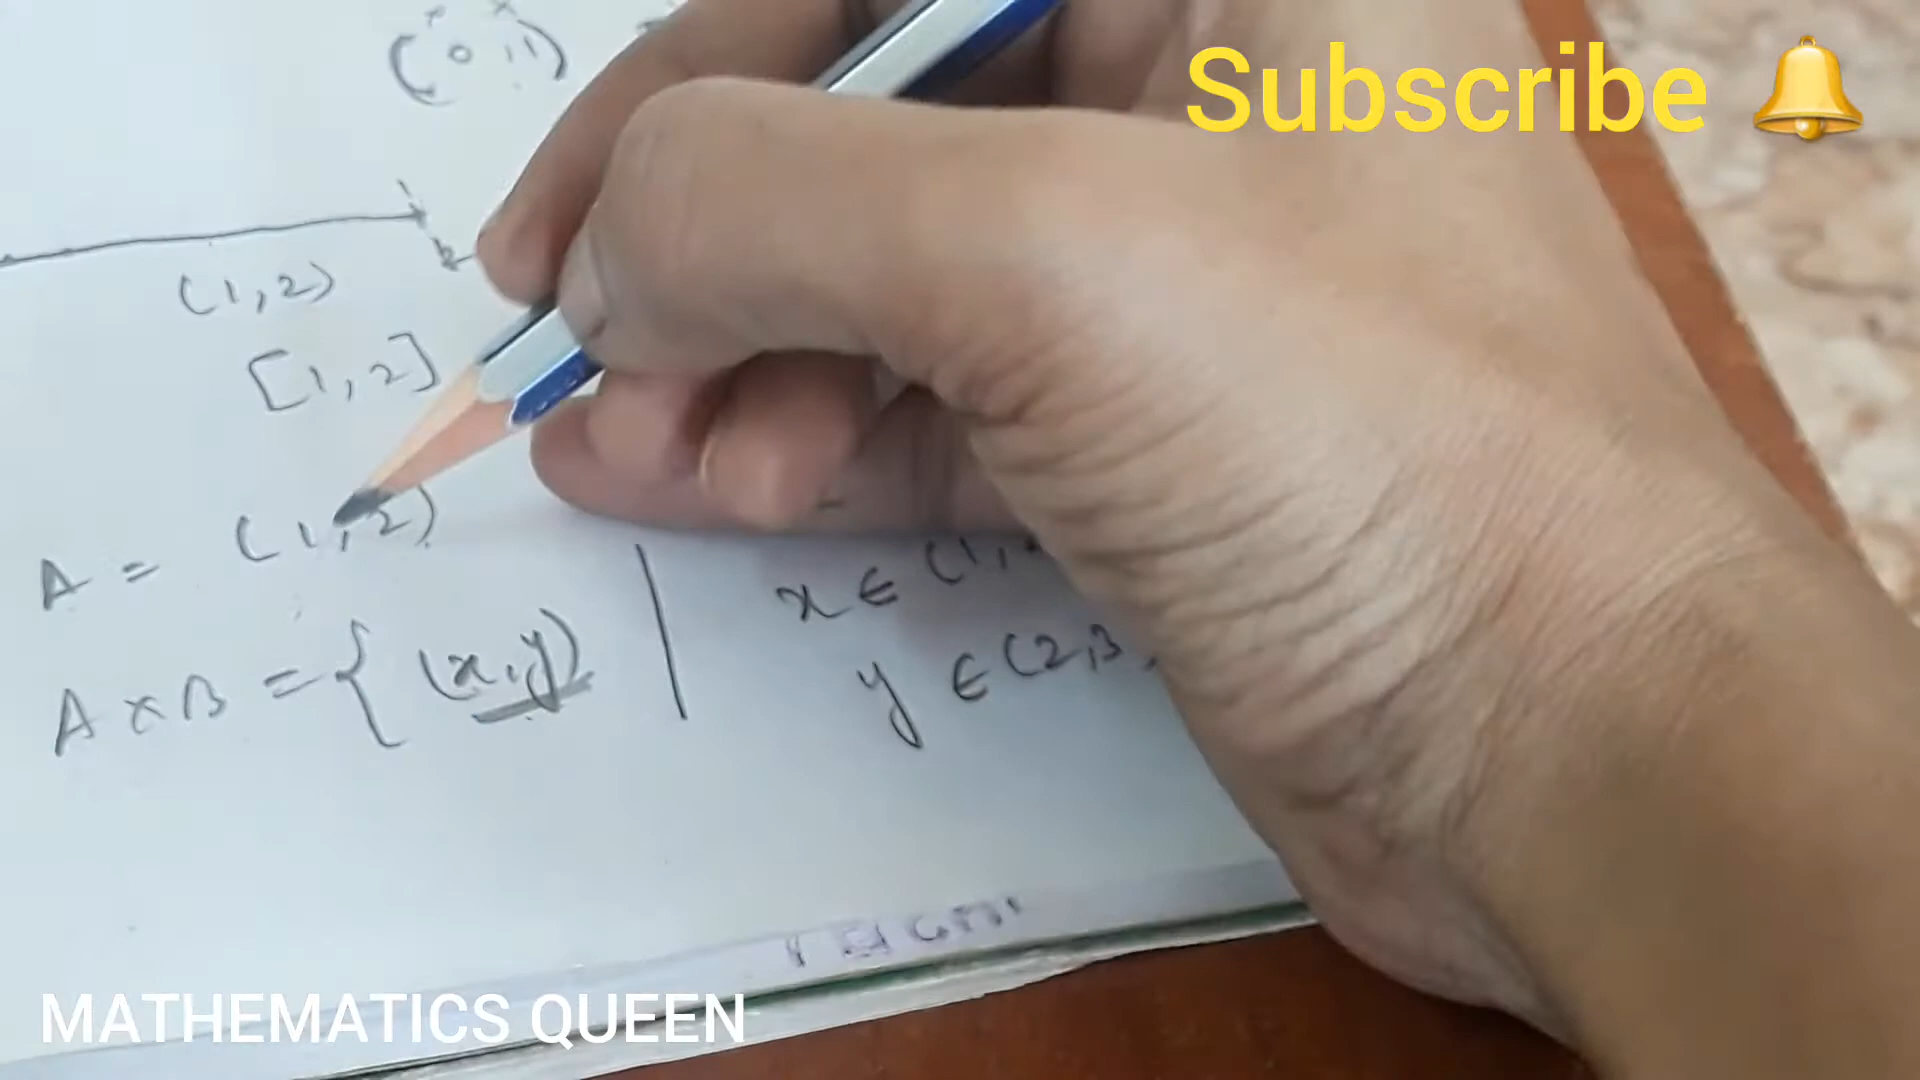 Subscribe 🔔
(0,1)
(1,2)
[1,2]
A = (1,2)
x ∈ (1,
A × B = { (x,y) |
y ∈ (2,3
MATHEMATICS QUEEN